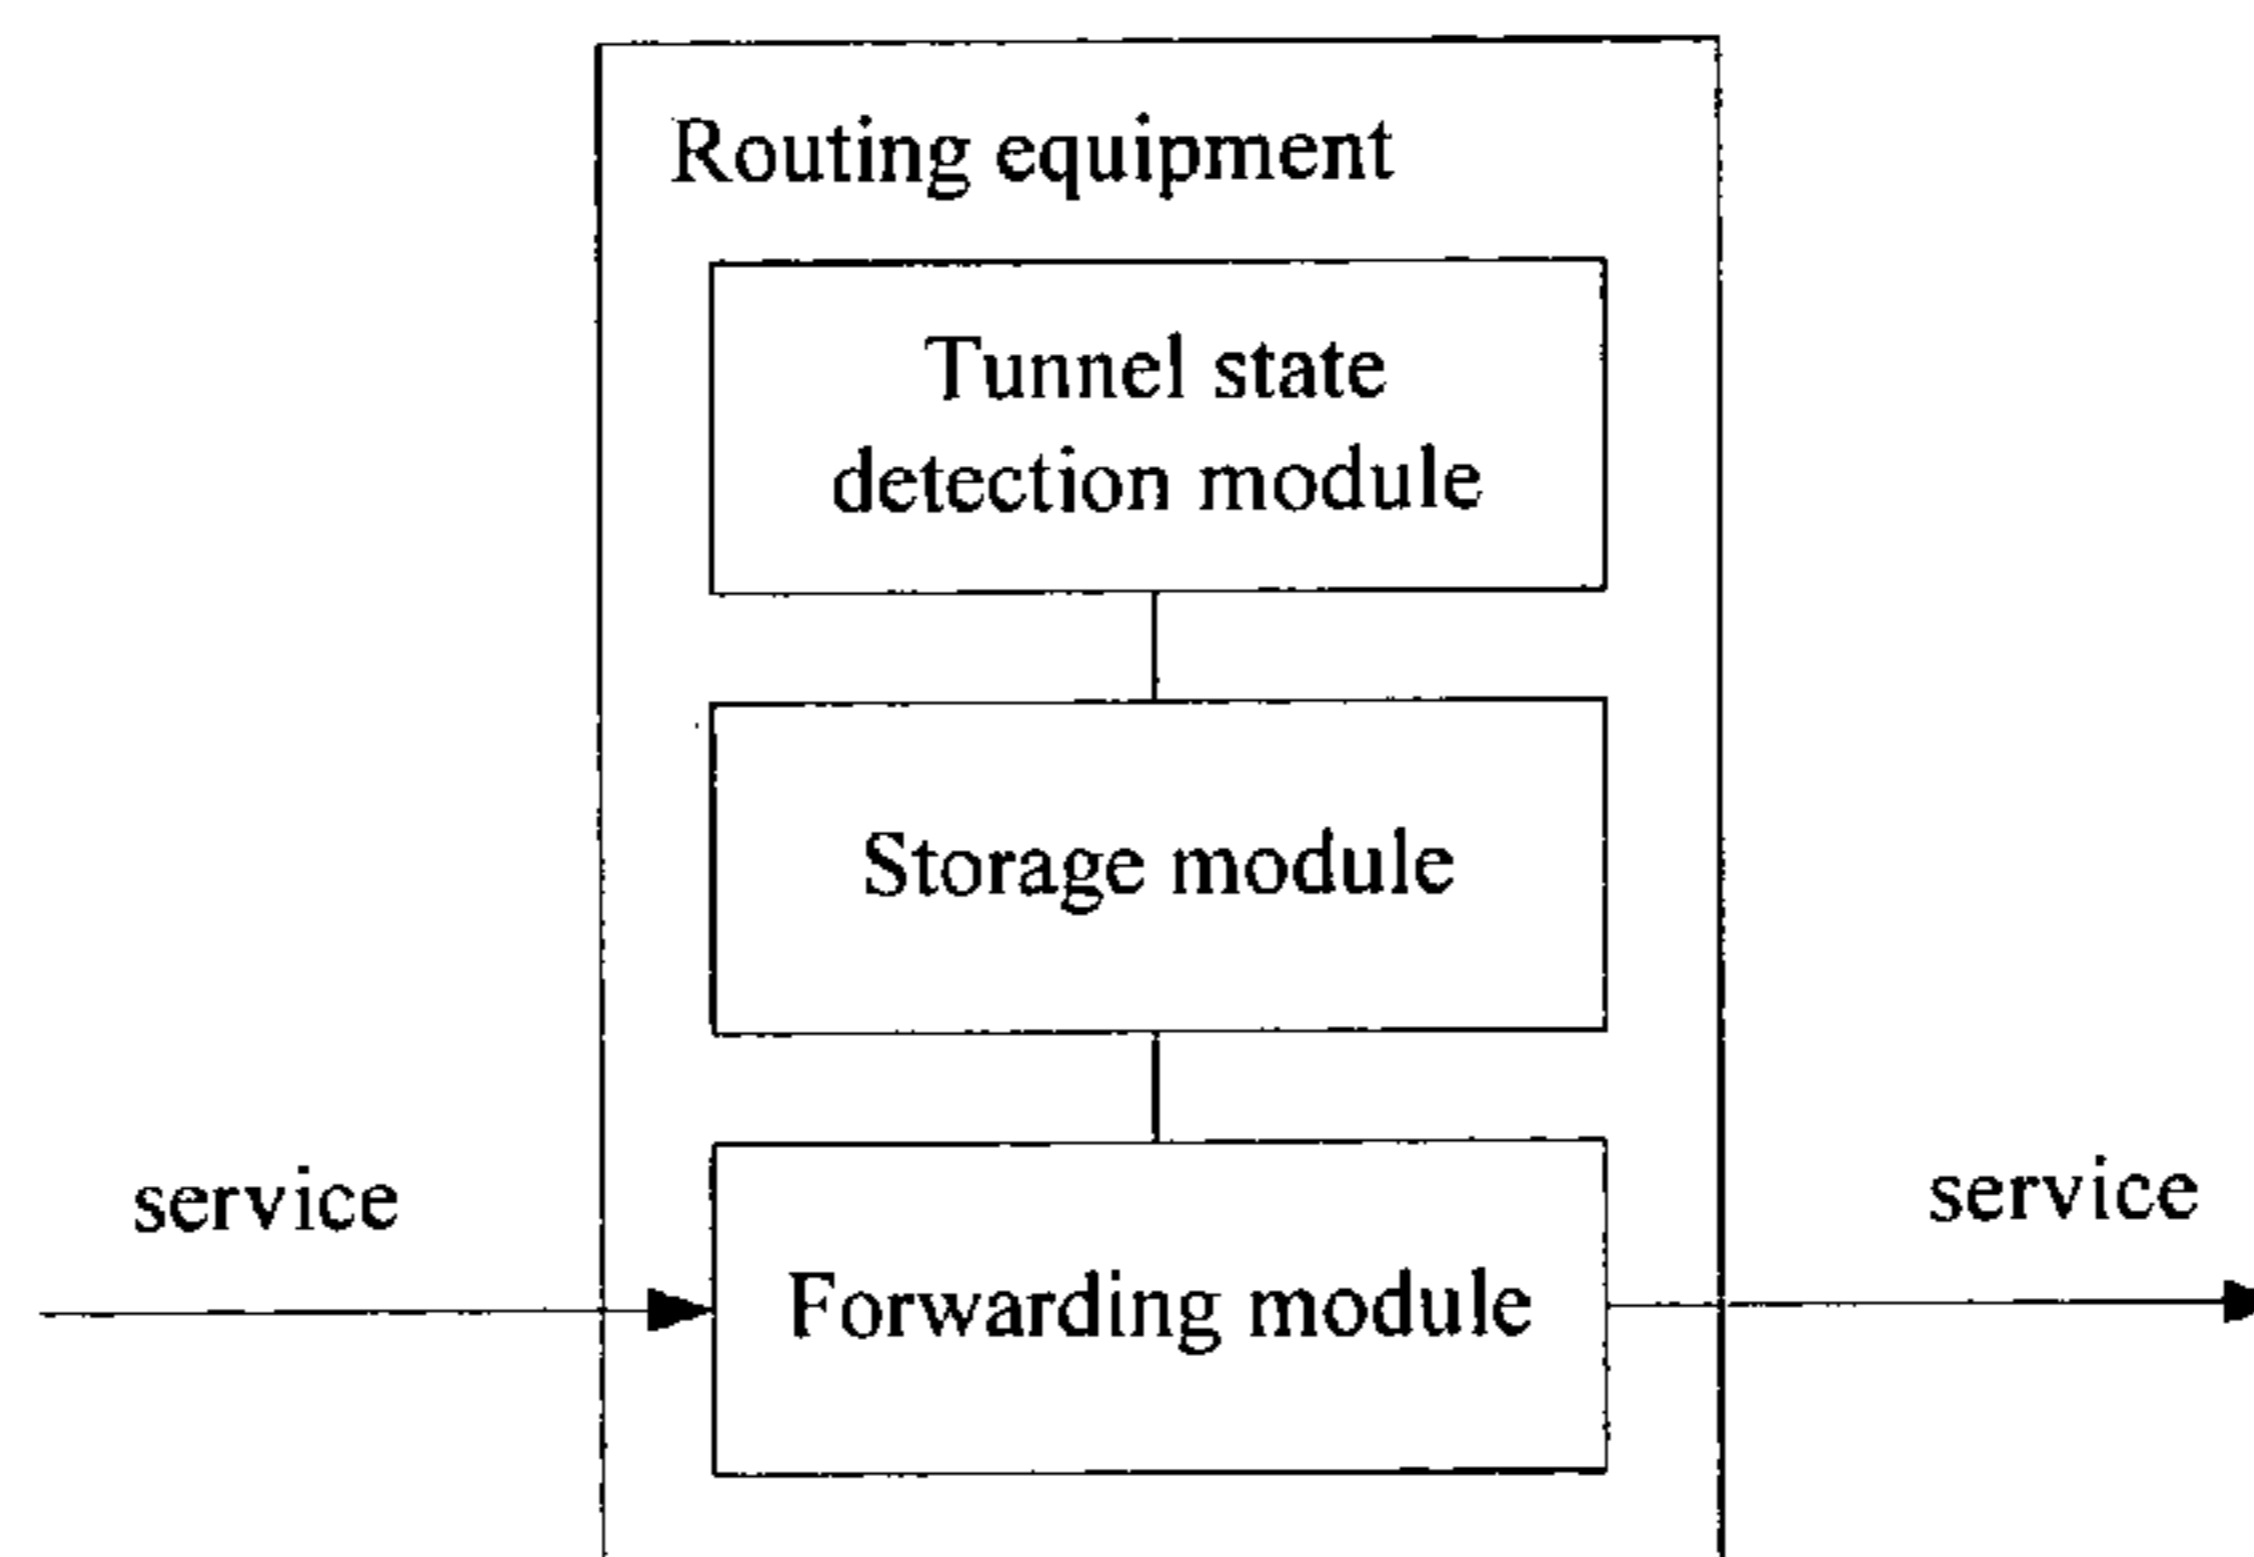 Routing equipment
Tunnel state
detection module
Storage module
service
Forwarding module
service